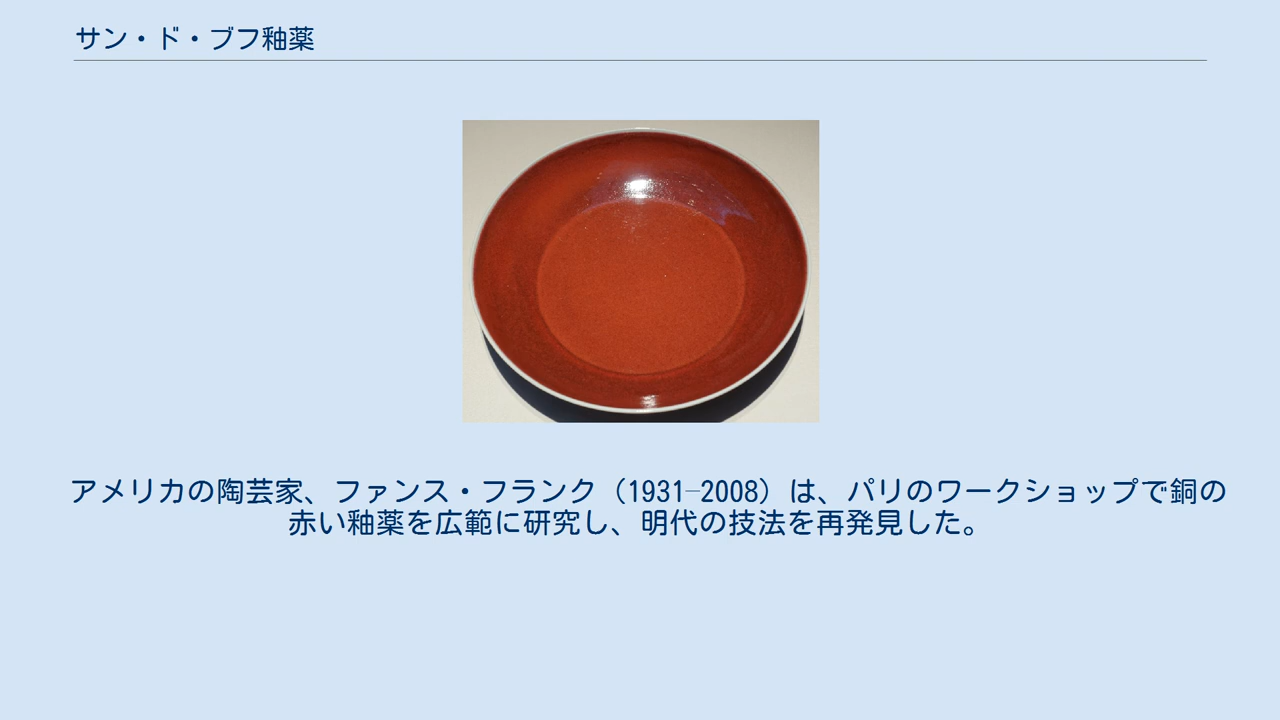 サン・ド・ブフ釉薬
アメリカの陶芸家、ファンス・フランク（1931–2008）は、パリのワークショップで銅の
赤い釉薬を広範に研究し、明代の技法を再発見した。